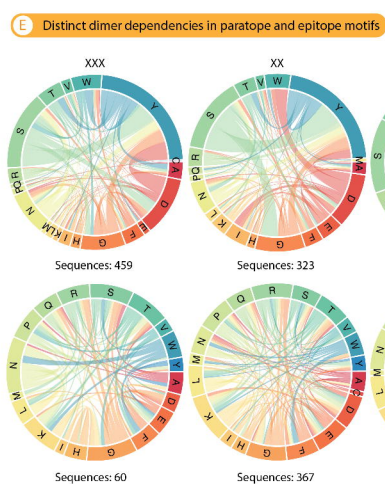 E Distinct dimer dependencies in paratope and epitope motifs
XXX XX
S T V W Y C A D E F G H I K L M N P Q R
S T V W Y M A D E F G H I K L N P Q R
S
Sequences: 459 Sequences: 323
P Q R S T V W Y A D E F G H I K L M N
P Q R S T V W Y A C D E F G H I K L M N
N
W
L
Sequences: 60 Sequences: 367